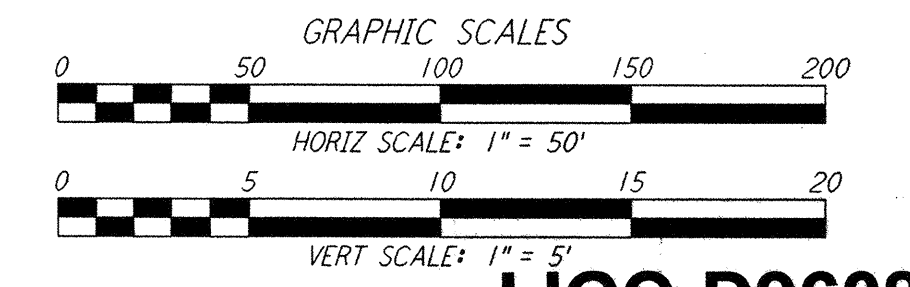 GRAPHIC SCALES
0 50 100 150 200
HORIZ SCALE: 1" = 50'
0 5 10 15 20
VERT SCALE: 1" = 5'